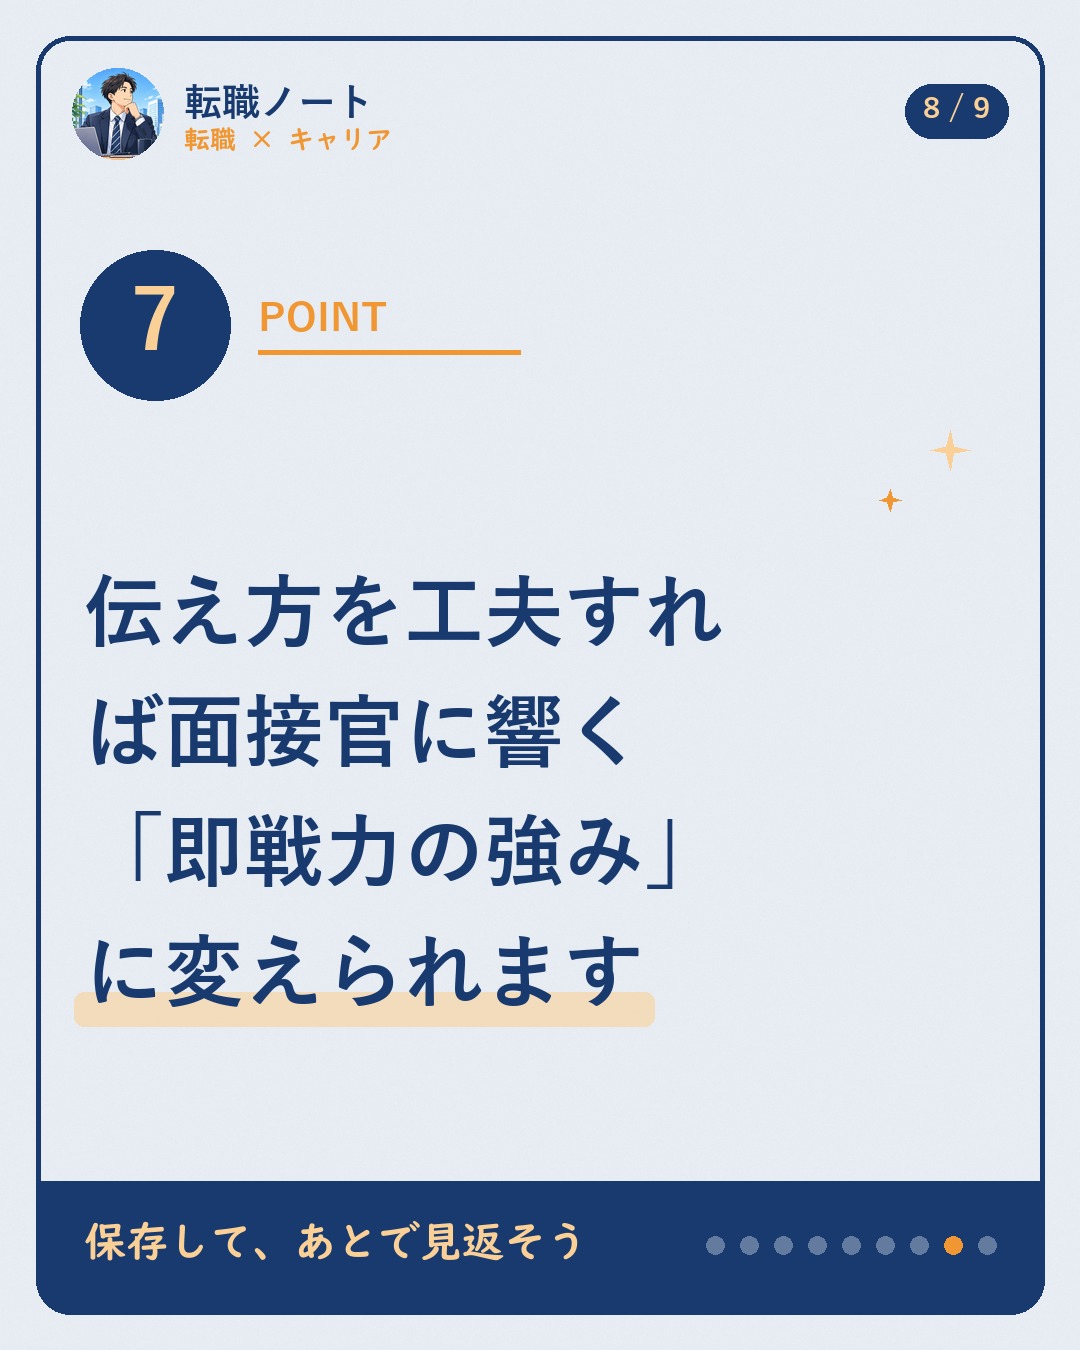 転職ノート
転職 × キャリア
8 / 9
7
POINT
伝え方を工夫すれ
ば面接官に響く
「即戦力の強み」
に変えられます
保存して、あとで見返そう